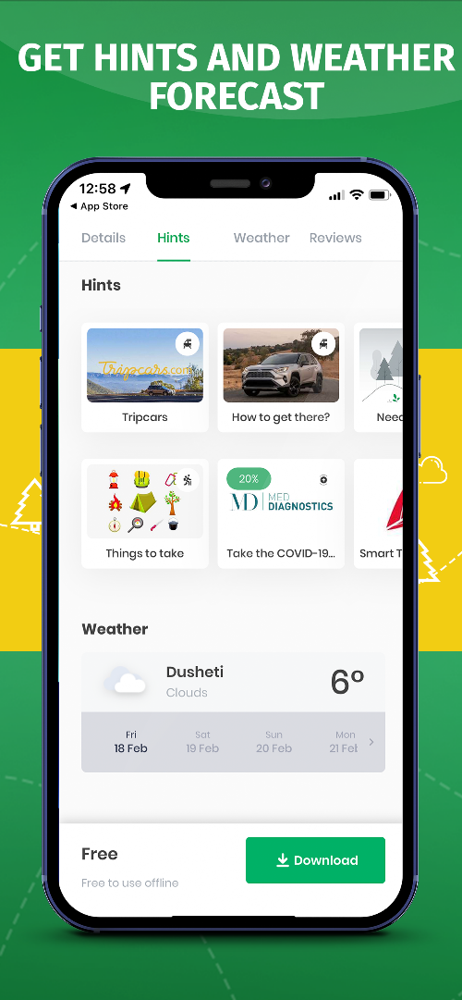 GET HINTS AND WEATHER
FORECAST
12:58
◀ App Store
Details Hints Weather Reviews
Hints
Tripcars.com
Tripcars
How to get there?
Need
Things to take
20%
MD MED
DIAGNOSTICS
Take the COVID-19...
Smart T
Weather
Dusheti
Clouds
6°
Fri Sat Sun Mon
18 Feb 19 Feb 20 Feb 21 Feb
Free
Free to use offline
Download